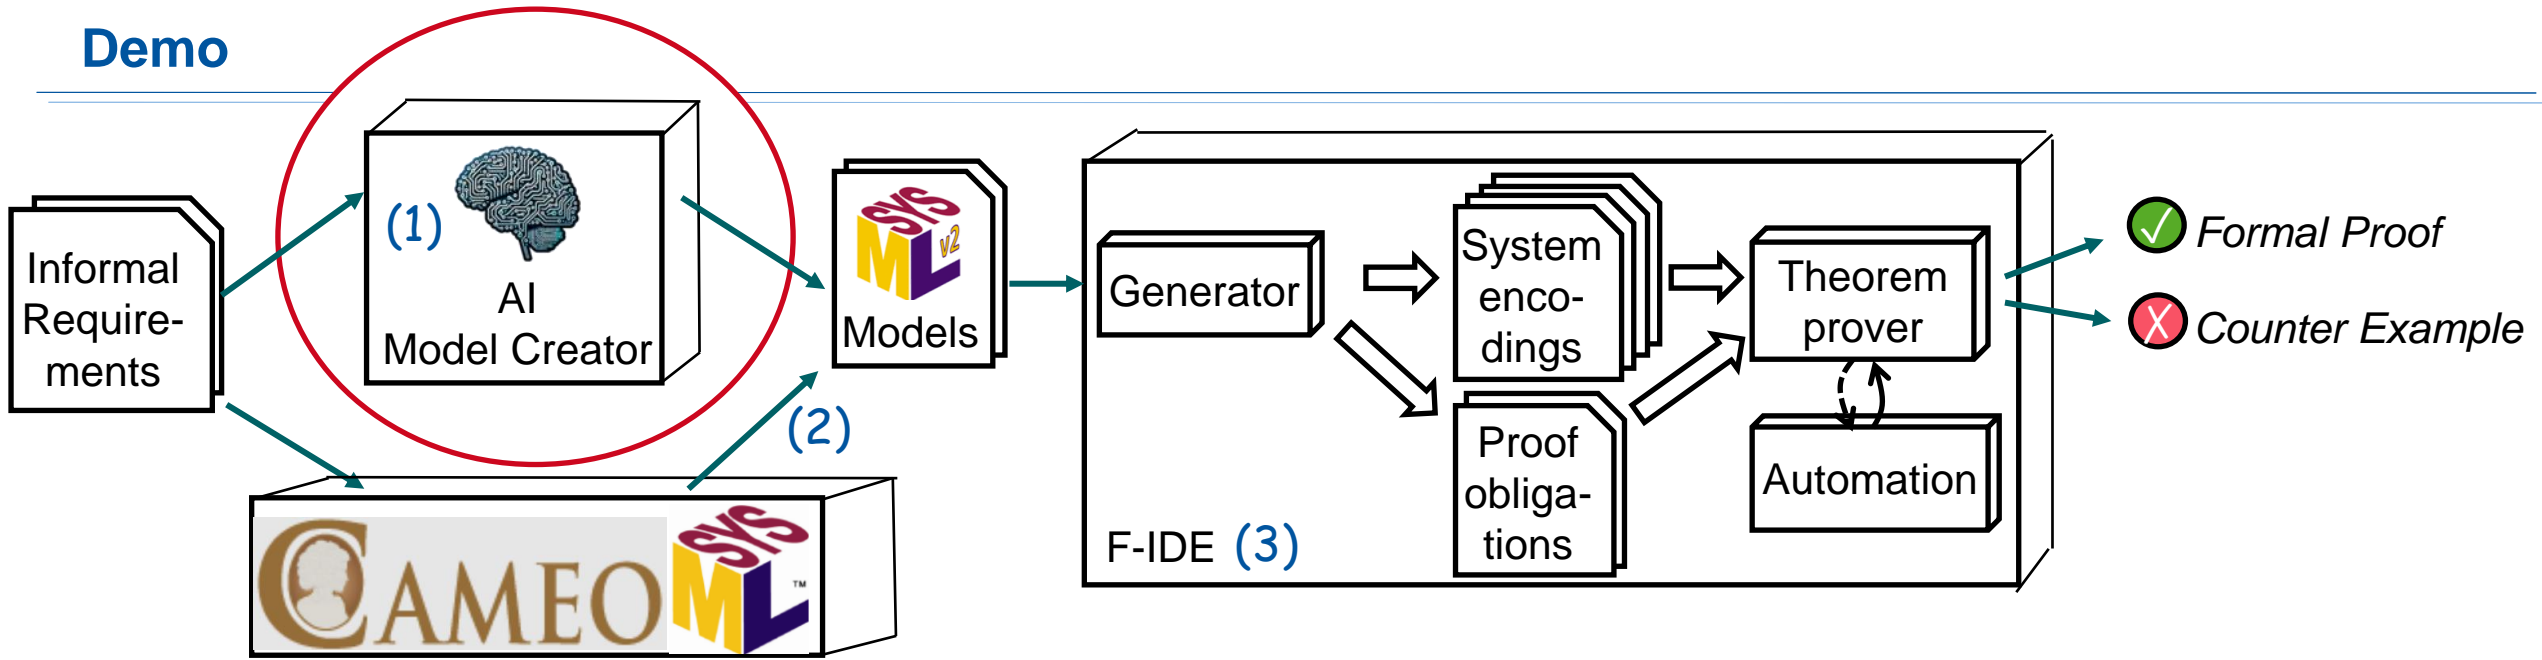 Demo
Informal
Require-
ments
(1)
AI
Model Creator
SYS
ML
v2
Models
(2)
CAMEO
SYS
ML
™
Generator
F-IDE (3)
System
enco-
dings
Proof
obliga-
tions
Theorem
prover
Automation
Formal Proof
Counter Example